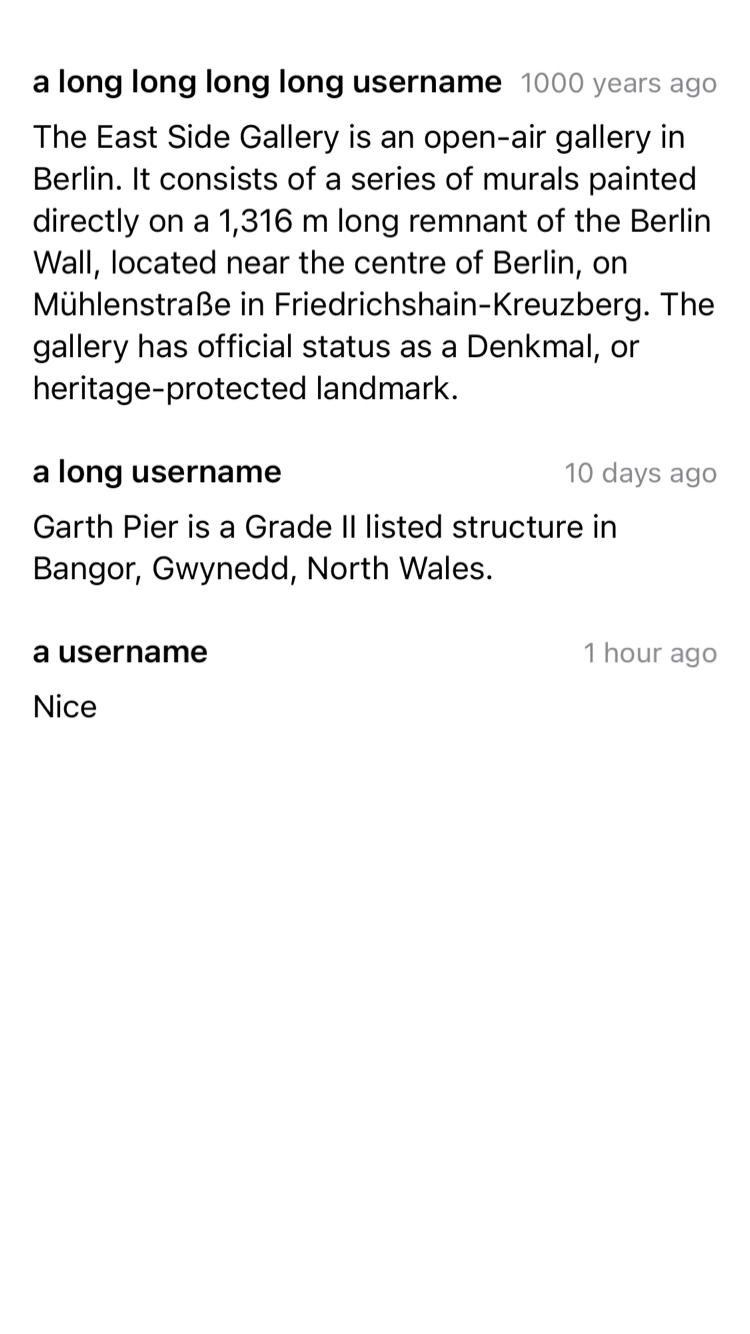 a long long long long username 1000 years ago
The East Side Gallery is an open-air gallery in
Berlin. It consists of a series of murals painted
directly on a 1,316 m long remnant of the Berlin
Wall, located near the centre of Berlin, on
Mühlenstraße in Friedrichshain-Kreuzberg. The
gallery has official status as a Denkmal, or
heritage-protected landmark.
a long username 10 days ago
Garth Pier is a Grade II listed structure in
Bangor, Gwynedd, North Wales.
a username 1 hour ago
Nice